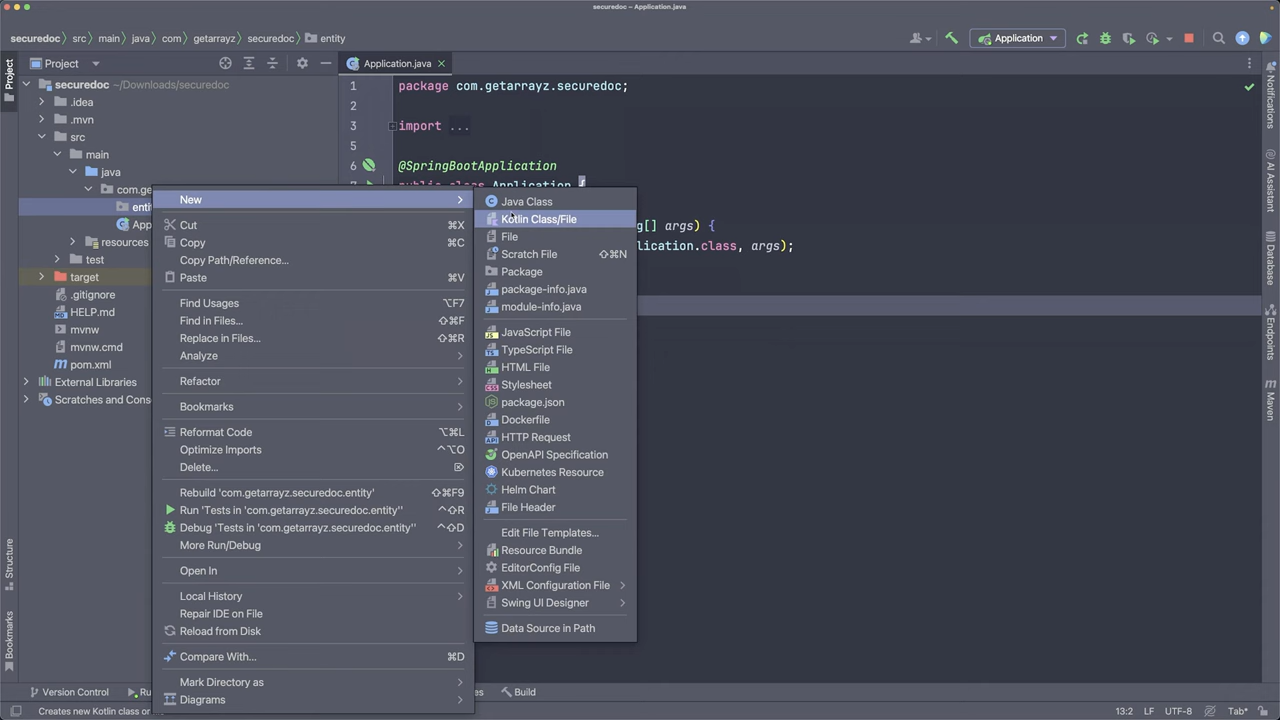 securedoc – Application.java
securedoc
src
main
java
com
getarrayz
securedoc
entity
Application
Project
Project
Application.java
securedoc ~/Downloads/securedoc
.idea
.mvn
src
main
java
com.ge
entit
App
resources
test
target
.gitignore
HELP.md
mvnw
mvnw.cmd
pom.xml
External Libraries
Scratches and Cons
1 package com.getarrayz.securedoc;
2
3 import ...
5
6 @SpringBootApplication
7 public class Application {
g[] args) {
lication.class, args);
New
Cut ⌘X
Copy ⌘C
Copy Path/Reference...
Paste ⌘V
Find Usages ⌥F7
Find in Files... ⇧⌘F
Replace in Files... ⇧⌘R
Analyze
Refactor
Bookmarks
Reformat Code ⌥⌘L
Optimize Imports ^⌥O
Delete... ⌦
Rebuild 'com.getarrayz.securedoc.entity' ⇧⌘F9
Run 'Tests in 'com.getarrayz.securedoc.entity'' ^⇧R
Debug 'Tests in 'com.getarrayz.securedoc.entity'' ^⇧D
More Run/Debug
Open In
Local History
Repair IDE on File
Reload from Disk
Compare With... ⌘D
Mark Directory as
Diagrams
Java Class
Kotlin Class/File
File
Scratch File ⇧⌘N
Package
package-info.java
module-info.java
JavaScript File
TypeScript File
HTML File
Stylesheet
package.json
Dockerfile
HTTP Request
OpenAPI Specification
Kubernetes Resource
Helm Chart
File Header
Edit File Templates...
Resource Bundle
EditorConfig File
XML Configuration File
Swing UI Designer
Data Source in Path
Notifications
Database
Endpoints
Maven
Structure
Bookmarks
Version Control
Ru
es
Build
Creates new Kotlin class or
13:2 LF UTF-8 Tab*